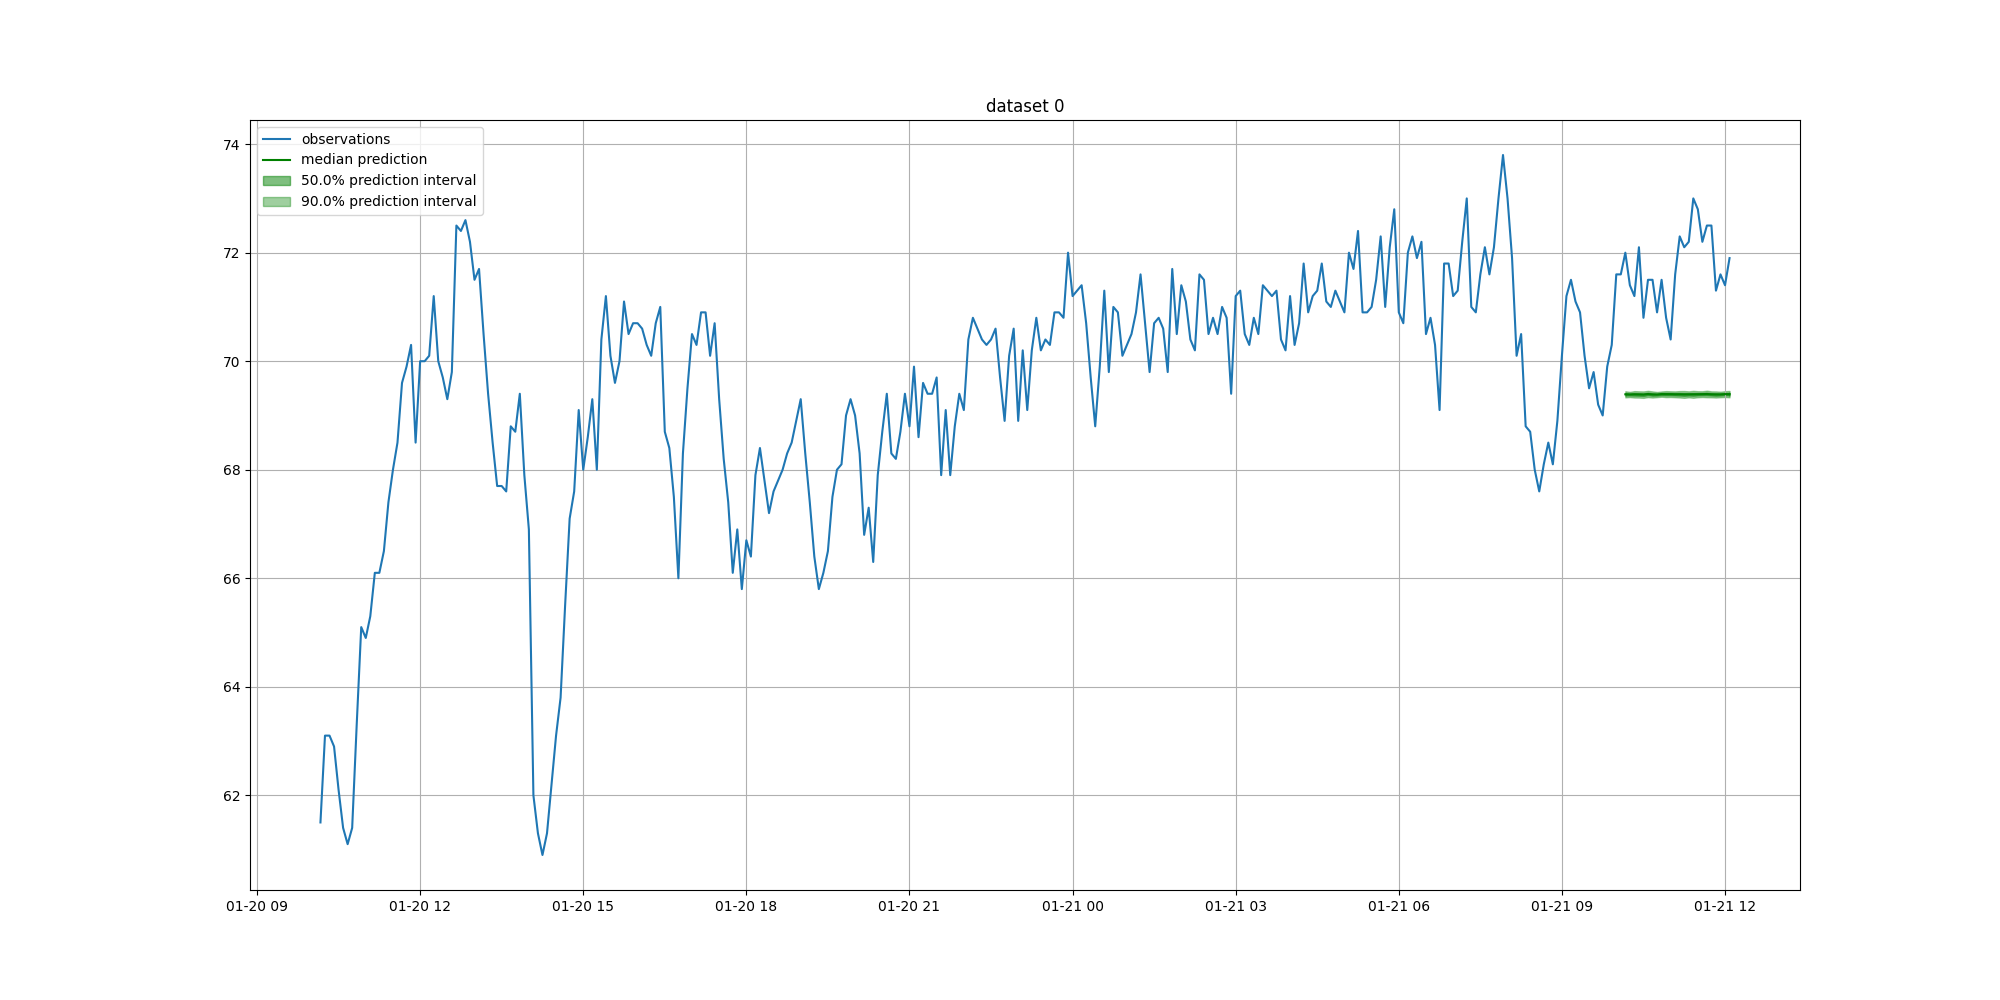 dataset 0
observations
median prediction
50.0% prediction interval
90.0% prediction interval
74
72
70
68
66
64
62
01-20 09 01-20 12 01-20 15 01-20 18 01-20 21 01-21 00 01-21 03 01-21 06 01-21 09 01-21 12